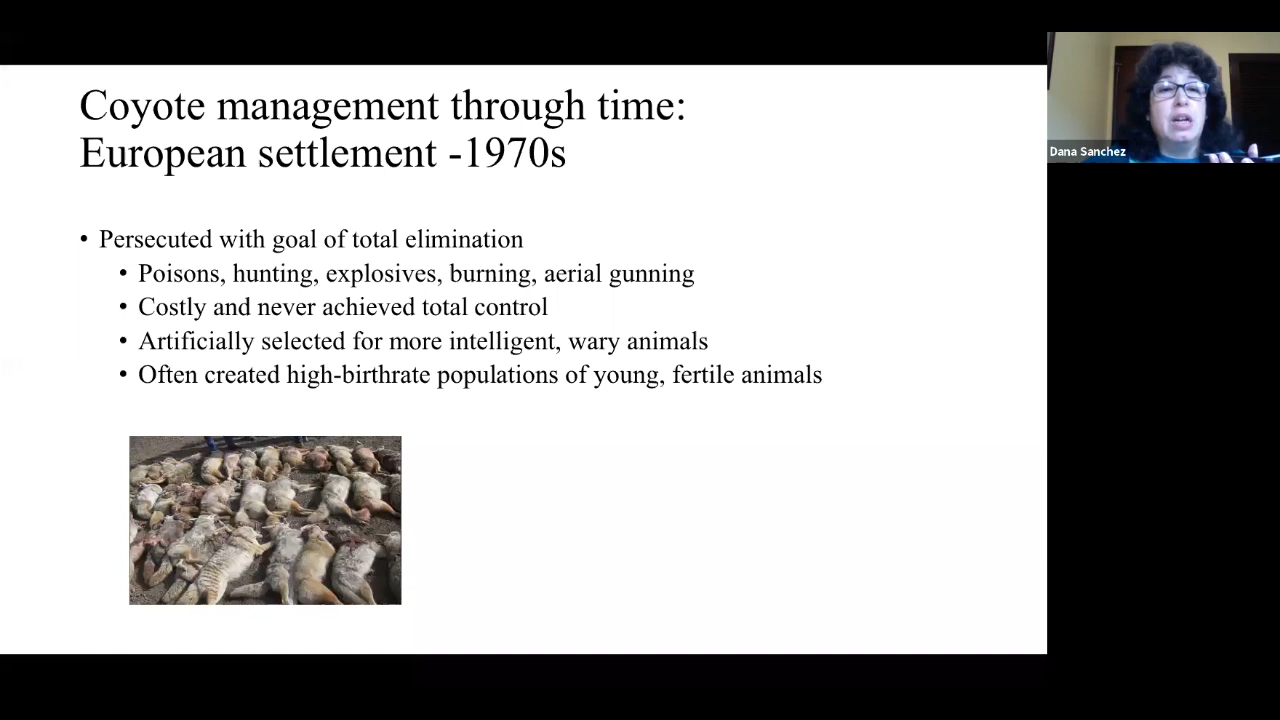 Coyote management through time:
European settlement -1970s
• Persecuted with goal of total elimination
• Poisons, hunting, explosives, burning, aerial gunning
• Costly and never achieved total control
• Artificially selected for more intelligent, wary animals
• Often created high-birthrate populations of young, fertile animals
Dana Sanchez